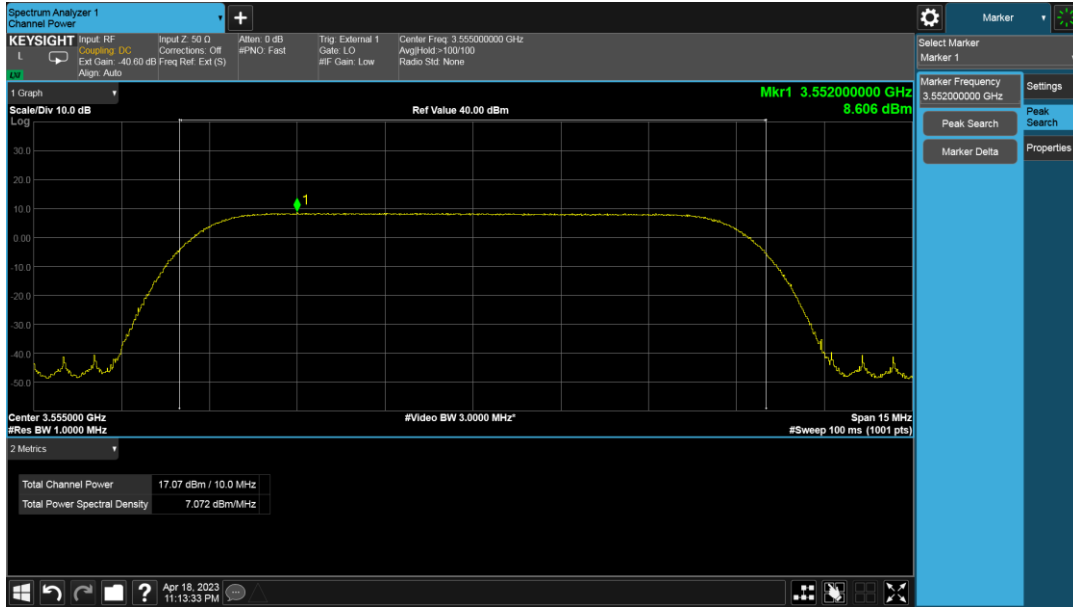 Spectrum Analyzer 1
Channel Power
+
Marker
KEYSIGHT
L
Input: RF
Coupling: DC
Ext Gain: -40.60 dB
Align: Auto
Input Z: 50 Ω
Corrections: Off
Freq Ref: Ext (S)
Atten: 0 dB
#PNO: Fast
Trig: External 1
Gate: LO
#IF Gain: Low
Center Freq: 3.555000000 GHz
Avg|Hold:>100/100
Radio Std: None
Select Marker
Marker 1
Marker Frequency
3.552000000 GHz
Peak Search
Marker Delta
Settings
Peak
Search
Properties
1 Graph
Scale/Div 10.0 dB
Log
Ref Value 40.00 dBm
Mkr1 3.552000000 GHz
8.606 dBm
30.0
20.0
10.0
0.00
-10.0
-20.0
-30.0
-40.0
-50.0
1
Center 3.555000 GHz
#Res BW 1.0000 MHz
#Video BW 3.0000 MHz*
Span 15 MHz
#Sweep 100 ms (1001 pts)
2 Metrics
Total Channel Power 17.07 dBm / 10.0 MHz
Total Power Spectral Density 7.072 dBm/MHz
?
Apr 18, 2023
11:13:33 PM